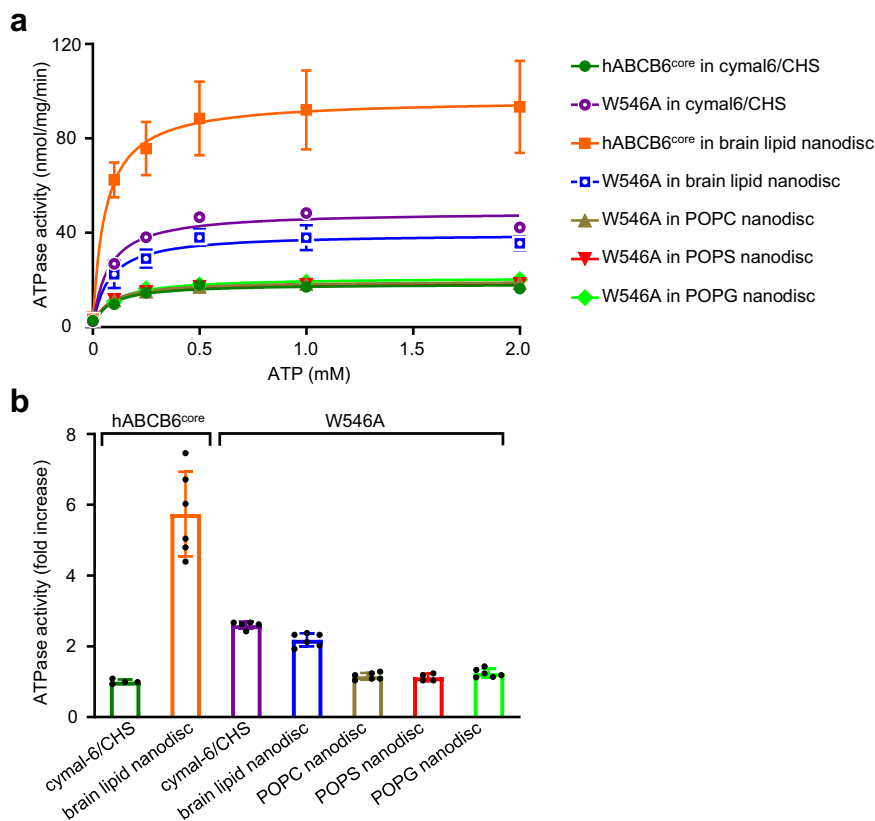 a
ATPase activity (nmol/mg/min)
120
80
40
0
0
0.5
1.0
1.5
2.0
ATP (mM)
hABCB6ᶜᵒʳᵉ in cymal6/CHS
W546A in cymal6/CHS
hABCB6ᶜᵒʳᵉ in brain lipid nanodisc
W546A in brain lipid nanodisc
W546A in POPC nanodisc
W546A in POPS nanodisc
W546A in POPG nanodisc
b
hABCB6ᶜᵒʳᵉ
W546A
ATPase activity (fold increase)
8
6
4
2
0
cymal-6/CHS
brain lipid nanodisc
cymal-6/CHS
brain lipid nanodisc
POPC nanodisc
POPS nanodisc
POPG nanodisc